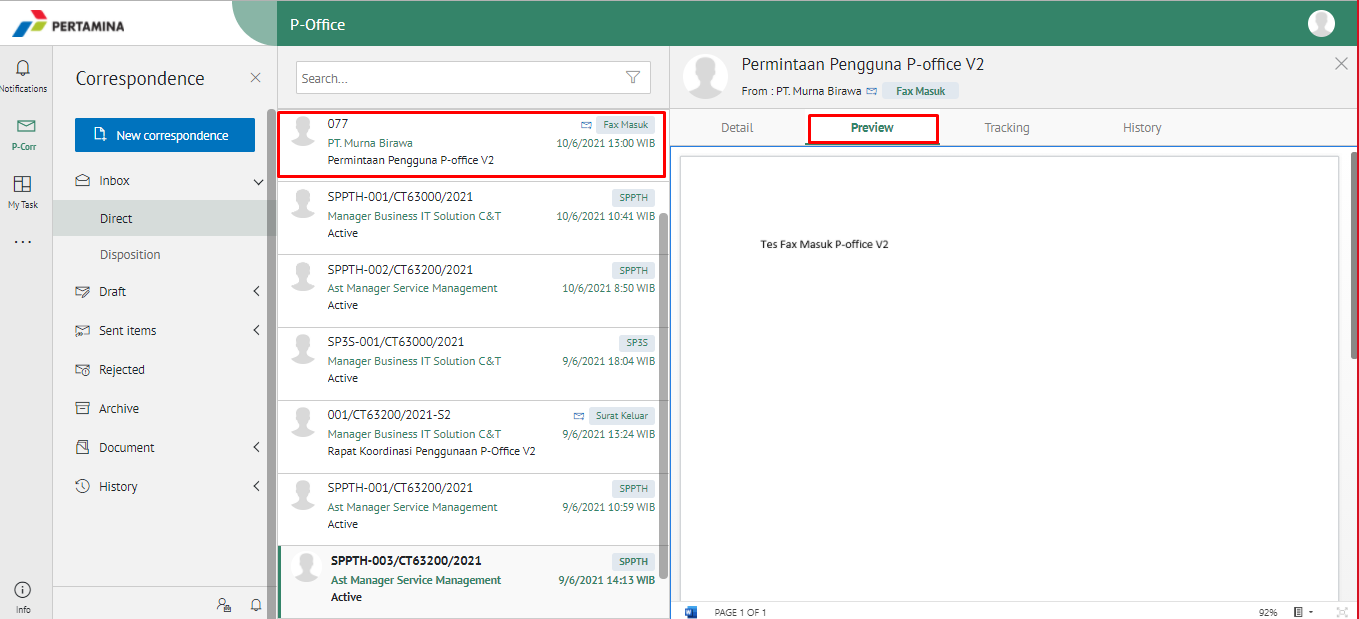 PERTAMINA
P-Office
Notifications
P-Corr
My Task
Info
Correspondence
New correspondence
Inbox
Direct
Disposition
Draft
Sent items
Rejected
Archive
Document
History
Search...
077
Fax Masuk
PT. Murna Birawa
10/6/2021 13:00 WIB
Permintaan Pengguna P-office V2
SPPTH-001/CT63000/2021
SPPTH
Manager Business IT Solution C&T
10/6/2021 10:41 WIB
Active
SPPTH-002/CT63200/2021
SPPTH
Ast Manager Service Management
10/6/2021 8:50 WIB
Active
SP3S-001/CT63000/2021
SP3S
Manager Business IT Solution C&T
9/6/2021 18:04 WIB
Active
001/CT63200/2021-S2
Surat Keluar
Manager Business IT Solution C&T
9/6/2021 13:24 WIB
Rapat Koordinasi Penggunaan P-Office V2
SPPTH-001/CT63200/2021
SPPTH
Ast Manager Service Management
9/6/2021 10:59 WIB
Active
SPPTH-003/CT63200/2021
SPPTH
Ast Manager Service Management
9/6/2021 14:13 WIB
Active
Permintaan Pengguna P-office V2
From : PT. Murna Birawa Fax Masuk
Detail Preview Tracking History
Tes Fax Masuk P-office V2
PAGE 1 OF 1
92%